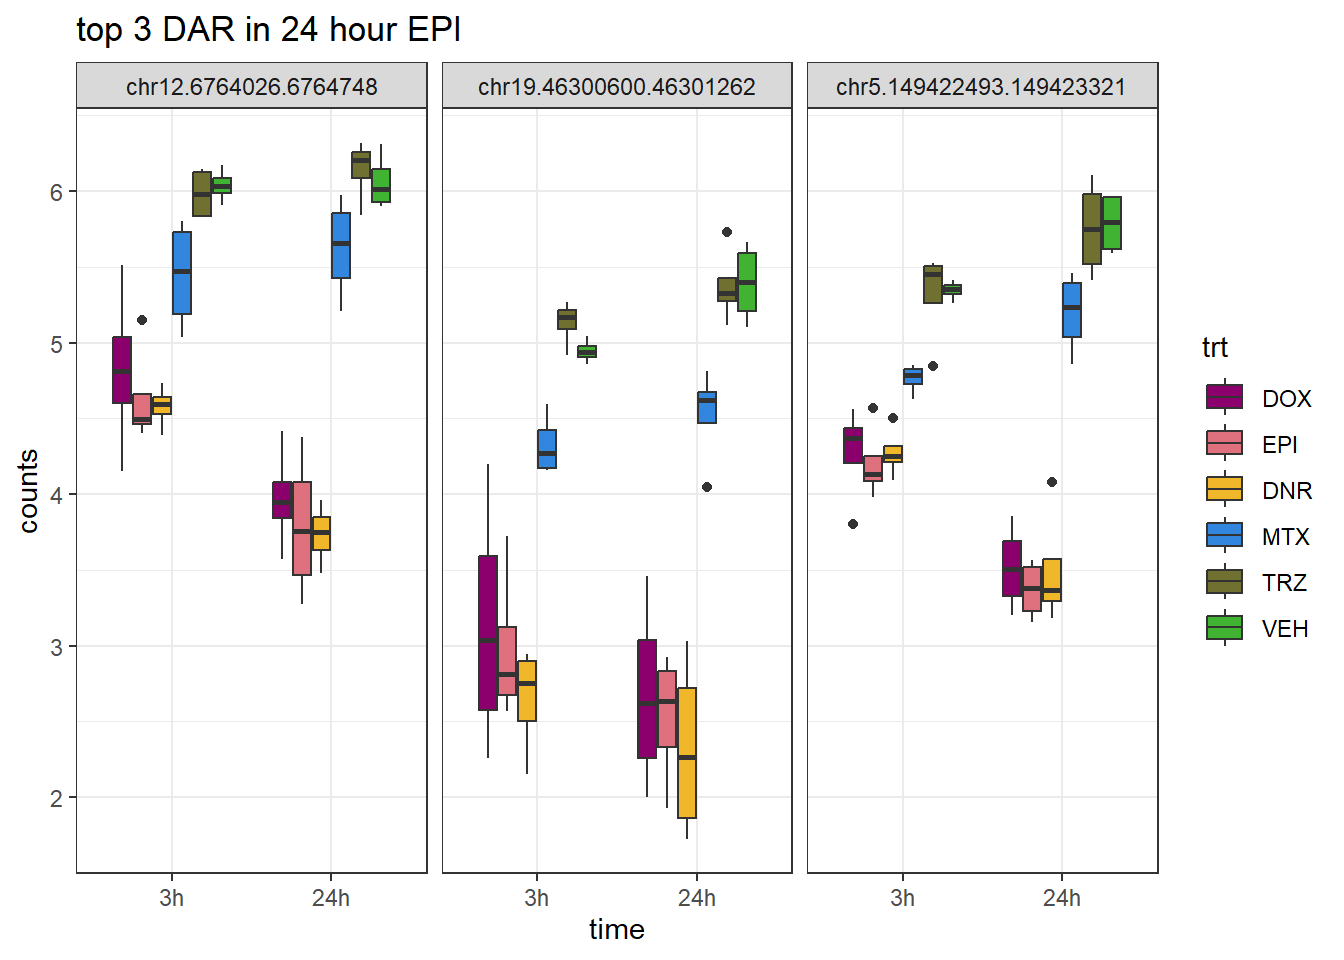 top 3 DAR in 24 hour EPI
chr12.6764026.6764748
chr19.46300600.46301262
chr5.149422493.149423321
6
5
4
3
2
counts
3h
24h
3h
24h
3h
24h
time
trt
DOX
EPI
DNR
MTX
TRZ
VEH